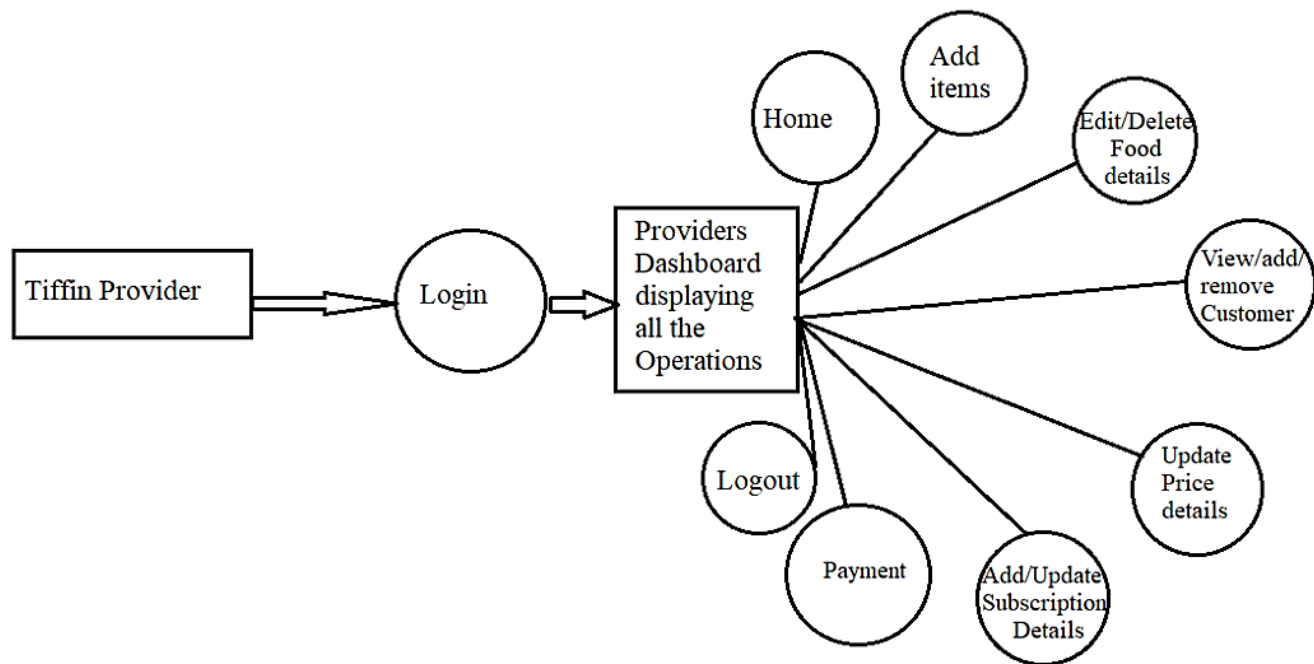 Tiffin Provider
Login
Providers
Dashboard
displaying
all the
Operations
Home
Add
items
Edit/Delete
Food
details
View/add/
remove
Customer
Update
Price
details
Add/Update
Subscription
Details
Payment
Logout